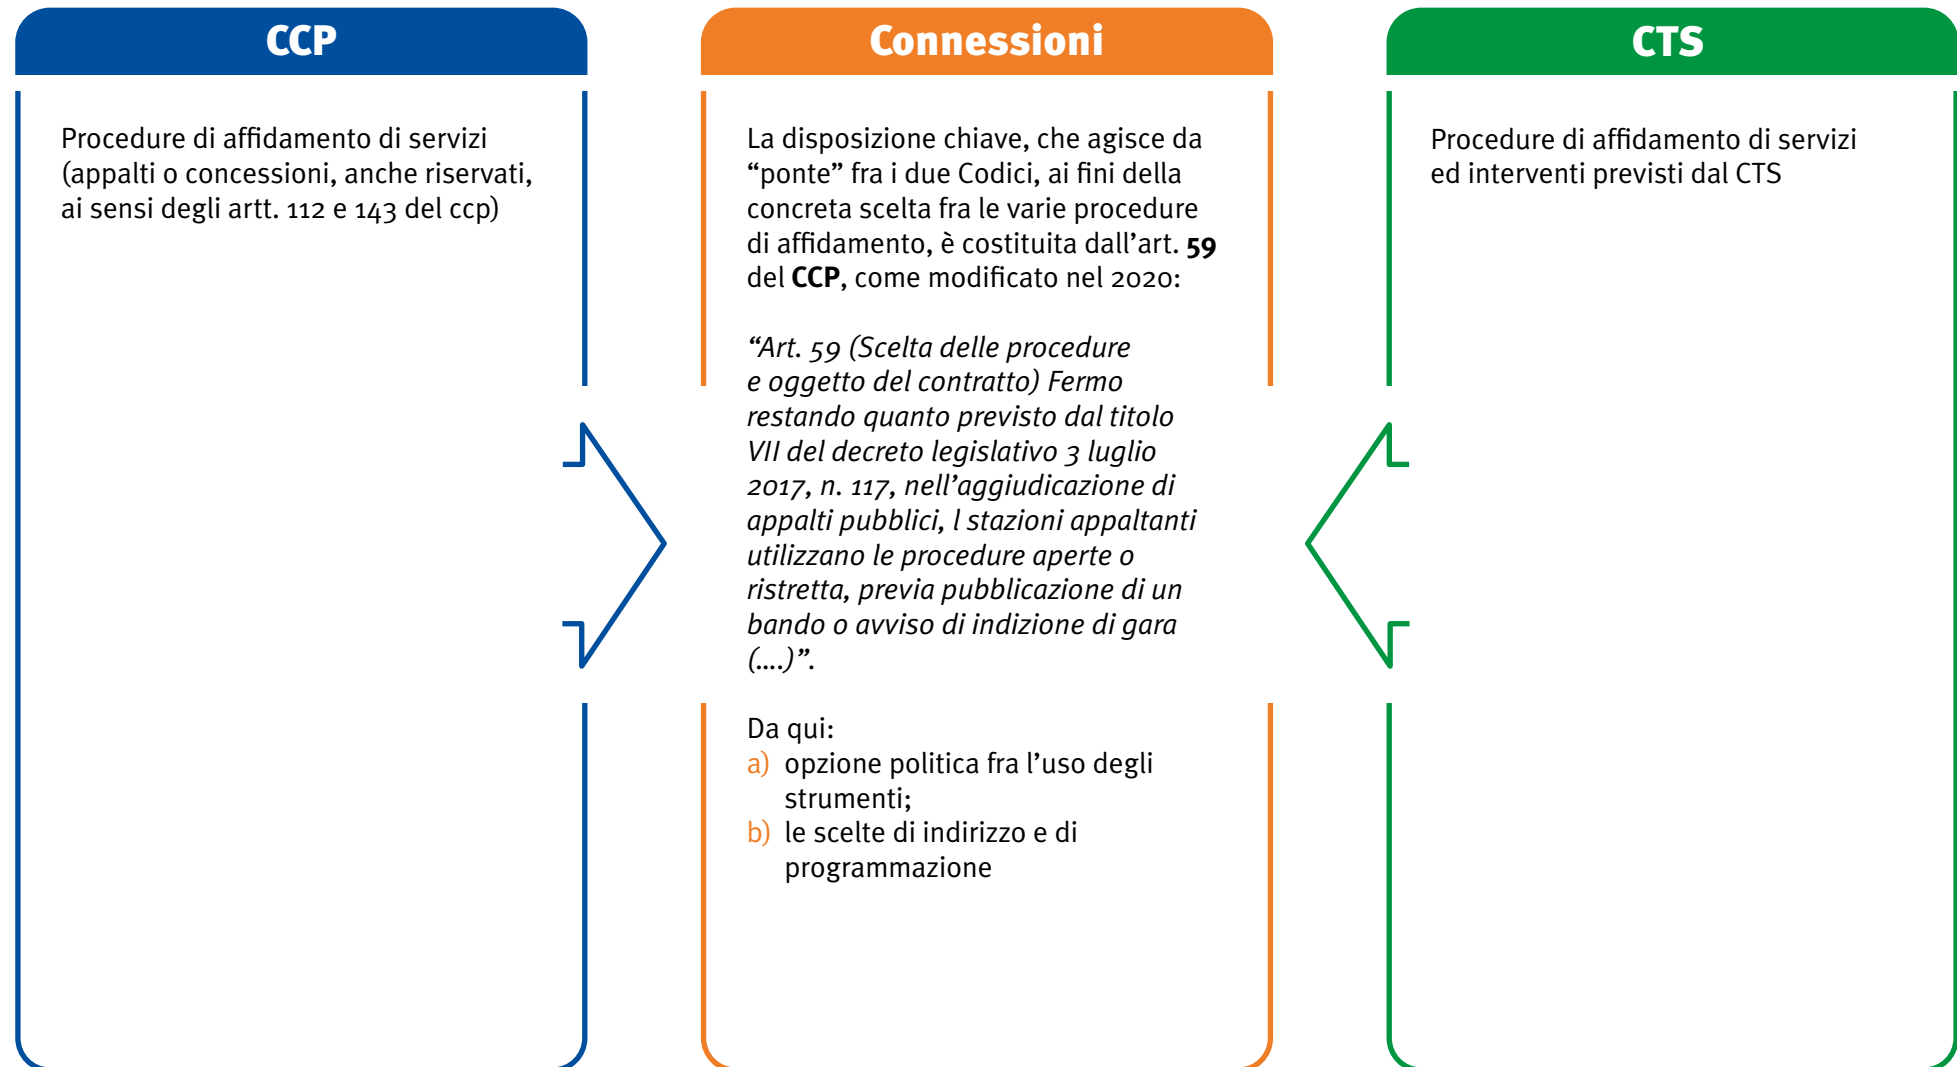 CCP
Procedure di affidamento di servizi
(appalti o concessioni, anche riservati,
ai sensi degli artt. 112 e 143 del ccp)
Connessioni
La disposizione chiave, che agisce da
“ponte” fra i due Codici, ai fini della
concreta scelta fra le varie procedure
di affidamento, è costituita dall’art. 59
del CCP, come modificato nel 2020:
“Art. 59 (Scelta delle procedure
e oggetto del contratto) Fermo
restando quanto previsto dal titolo
VII del decreto legislativo 3 luglio
2017, n. 117, nell’aggiudicazione di
appalti pubblici, l stazioni appaltanti
utilizzano le procedure aperte o
ristretta, previa pubblicazione di un
bando o avviso di indizione di gara
(....)”.
Da qui:
a) opzione politica fra l’uso degli
strumenti;
b) le scelte di indirizzo e di
programmazione
CTS
Procedure di affidamento di servizi
ed interventi previsti dal CTS